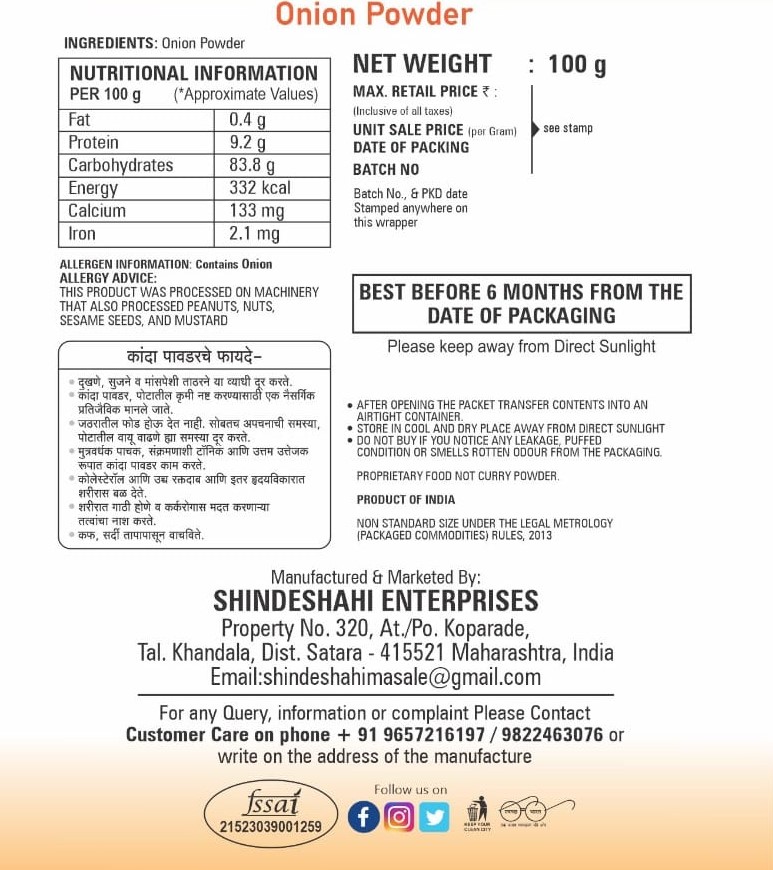 Onion Powder
INGREDIENTS: Onion Powder
NUTRITIONAL INFORMATION
PER 100 g (*Approximate Values)
Fat 0.4 g
Protein 9.2 g
Carbohydrates 83.8 g
Energy 332 kcal
Calcium 133 mg
Iron 2.1 mg
ALLERGEN INFORMATION: Contains Onion
ALLERGY ADVICE:
THIS PRODUCT WAS PROCESSED ON MACHINERY
THAT ALSO PROCESSED PEANUTS, NUTS,
SESAME SEEDS, AND MUSTARD
कांदा पावडरचे फायदे–
दुखणे, सुजने व मांसपेशी ताठरने या व्याधी दूर करते.
कांदा पावडर, पोटातील कृमी नष्ट करण्यासाठी एक नैसर्गिक
प्रतिजैविक मानले जाते.
जठरातील फोड होऊ देत नाही. सोबतच अपचनाची समस्या,
पोटातील वायू वाढणे ह्या समस्या दूर करते.
मुत्रवर्धक पाचक, संक्रमणाशी टॉनिक आणि उत्तम उत्तेजक
रूपात कांदा पावडर काम करते.
कोलेस्टेरॉल आणि उच्च रक्तदाब आणि इतर हृदयविकारात
शरीरास बळ देते.
शरीरात गाठी होणे व कर्करोगास मदत करणाऱ्या
तत्वांचा नाश करते.
कफ, सर्दी तापापासून वाचविते.
NET WEIGHT : 100 g
MAX. RETAIL PRICE ₹ :
(Inclusive of all taxes)
UNIT SALE PRICE (per Gram)
see stamp
DATE OF PACKING
BATCH NO
Batch No., & PKD date
Stamped anywhere on
this wrapper
BEST BEFORE 6 MONTHS FROM THE
DATE OF PACKAGING
Please keep away from Direct Sunlight
• AFTER OPENING THE PACKET TRANSFER CONTENTS INTO AN
AIRTIGHT CONTAINER.
• STORE IN COOL AND DRY PLACE AWAY FROM DIRECT SUNLIGHT
• DO NOT BUY IF YOU NOTICE ANY LEAKAGE, PUFFED
CONDITION OR SMELLS ROTTEN ODOUR FROM THE PACKAGING.
PROPRIETARY FOOD NOT CURRY POWDER.
PRODUCT OF INDIA
NON STANDARD SIZE UNDER THE LEGAL METROLOGY
(PACKAGED COMMODITIES) RULES, 2013
Manufactured & Marketed By:
SHINDESHAHI ENTERPRISES
Property No. 320, At./Po. Koparade,
Tal. Khandala, Dist. Satara - 415521 Maharashtra, India
Email:shindeshahimasale@gmail.com
For any Query, information or complaint Please Contact
Customer Care on phone + 91 9657216197 / 9822463076 or
write on the address of the manufacture
fssai
21523039001259
Follow us on
KEEP YOUR
CLEAN CITY